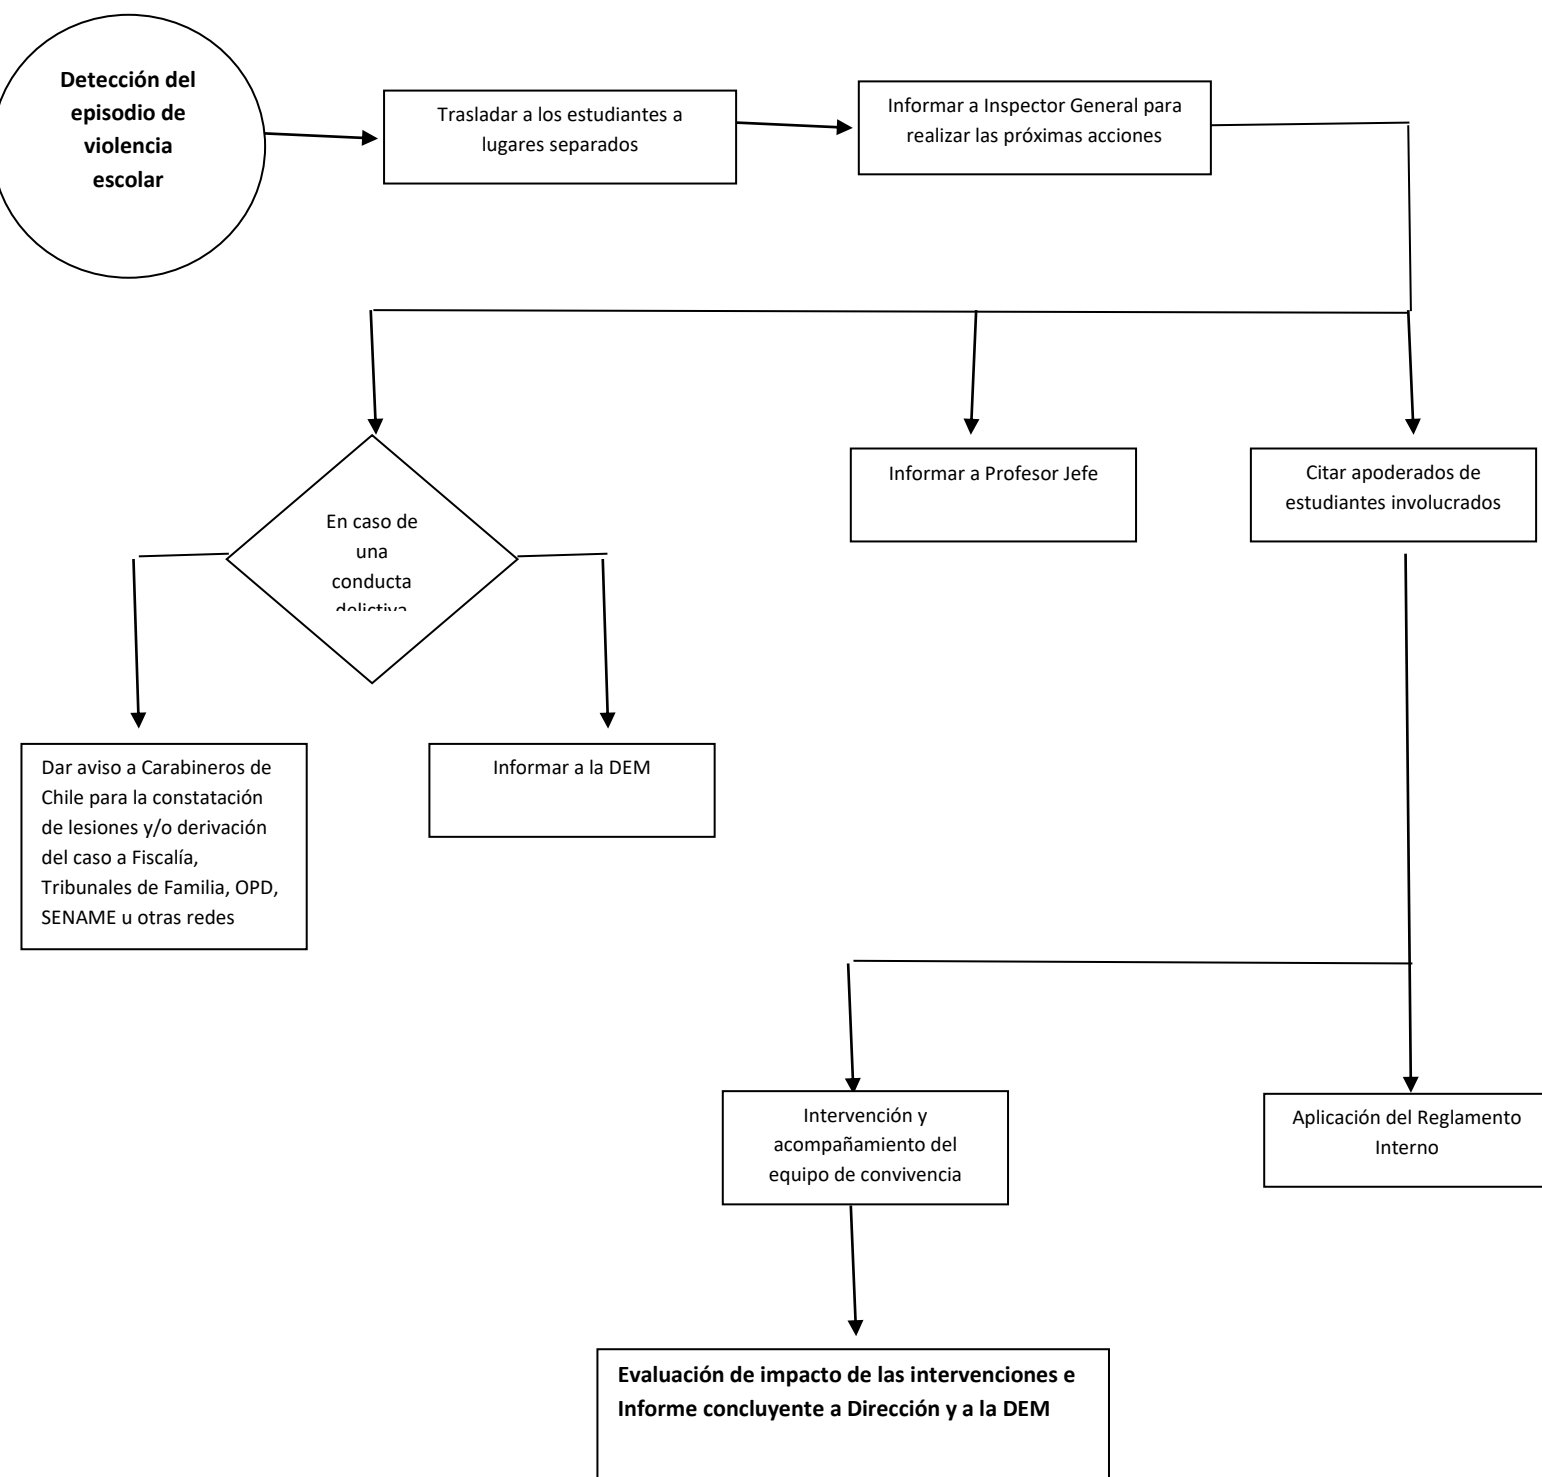 Detección del
episodio de
violencia
escolar
Trasladar a los estudiantes a
lugares separados
Informar a Inspector General para
realizar las próximas acciones
En caso de
una
conducta
delictiva
Informar a Profesor Jefe
Citar apoderados de
estudiantes involucrados
Dar aviso a Carabineros de
Chile para la constatación
de lesiones y/o derivación
del caso a Fiscalía,
Tribunales de Familia, OPD,
SENAME u otras redes
Informar a la DEM
Intervención y
acompañamiento del
equipo de convivencia
Aplicación del Reglamento
Interno
Evaluación de impacto de las intervenciones e
Informe concluyente a Dirección y a la DEM